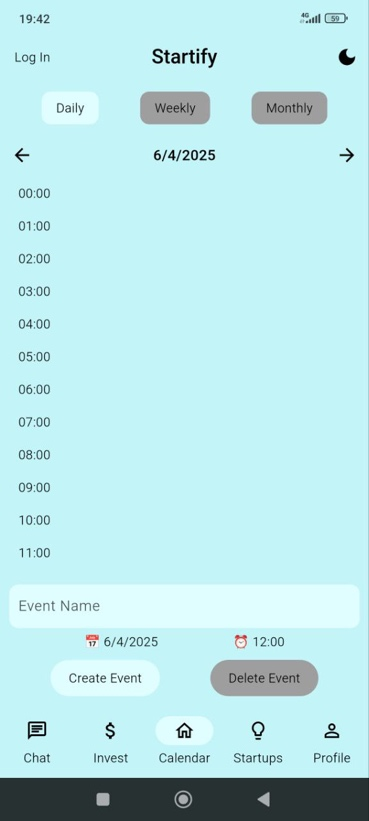 19:42 4G 59
Log In Startify
Daily Weekly Monthly
6/4/2025
00:00
01:00
02:00
03:00
04:00
05:00
06:00
07:00
08:00
09:00
10:00
11:00
Event Name
📅 6/4/2025 ⏰ 12:00
Create Event Delete Event
Chat Invest Calendar Startups Profile